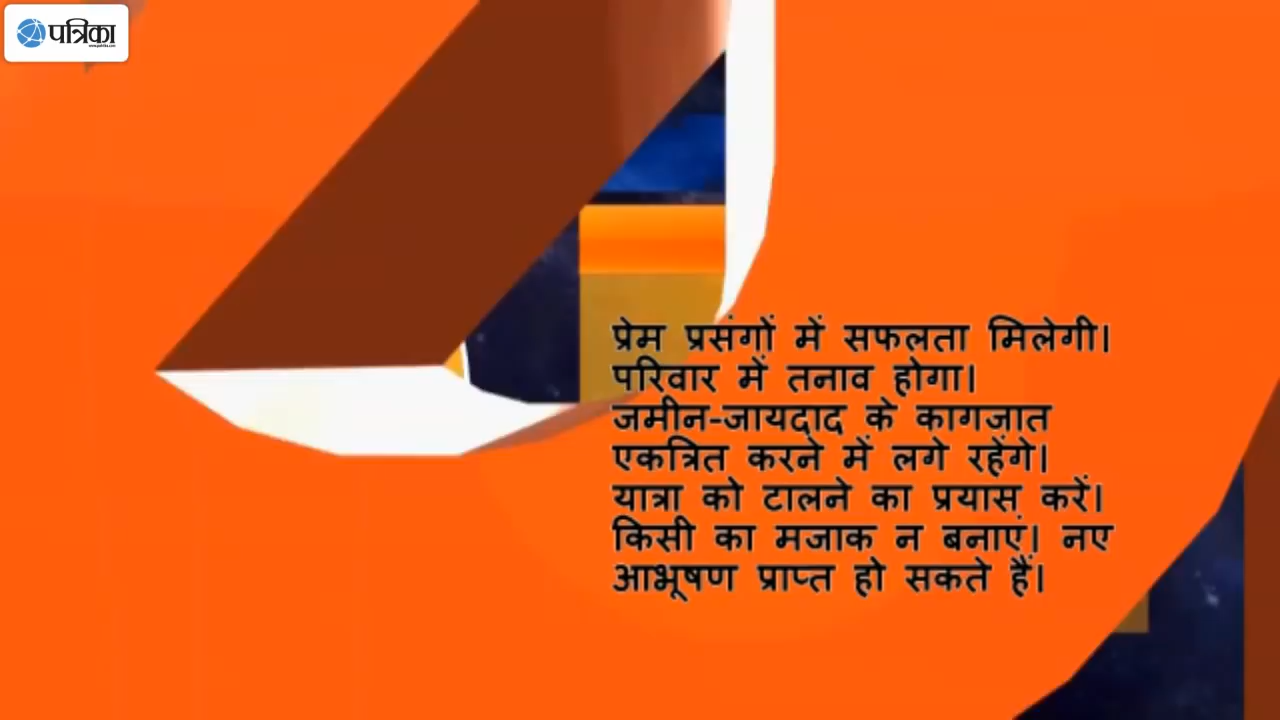 पत्रिका
प्रेम प्रसंगों में सफलता मिलेगी।
परिवार में तनाव होगा।
जमीन-जायदाद के कागज़ात
एकत्रित करने में लगे रहेंगे।
यात्रा को टालने का प्रयास करें।
किसी का मजाक न बनाएं। नए
आभूषण प्राप्त हो सकते हैं।